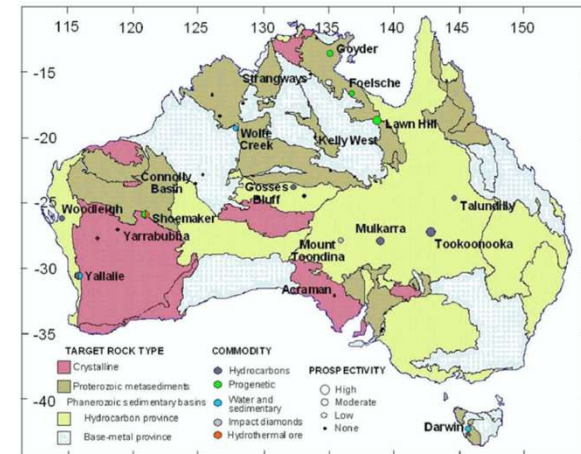 115 120 125 130 135 140 145 150
-15
-20
-25
-30
-35
-40
Goyder
Strangways
Foelsche
Lawn Hill
Wolfe
Creek
Kelly West
Connolly
Basin
Gosses
Bluff
Talundilly
Woodleigh
Shoemaker
Yarrabubba
Mulkarra
Tookoonooka
Mount
Toondina
Yallalie
Acraman
Darwin
TARGET ROCK TYPE
Crystalline
Proterozoic metasediments
Phanerozoic sedimentary basins
Hydrocarbon province
Base-metal province
COMMODITY
Hydrocarbons
Progenetic
Water and
sedimentary
Impact diamonds
Hydrothermal ore
PROSPECTIVITY
High
Moderate
Low
None